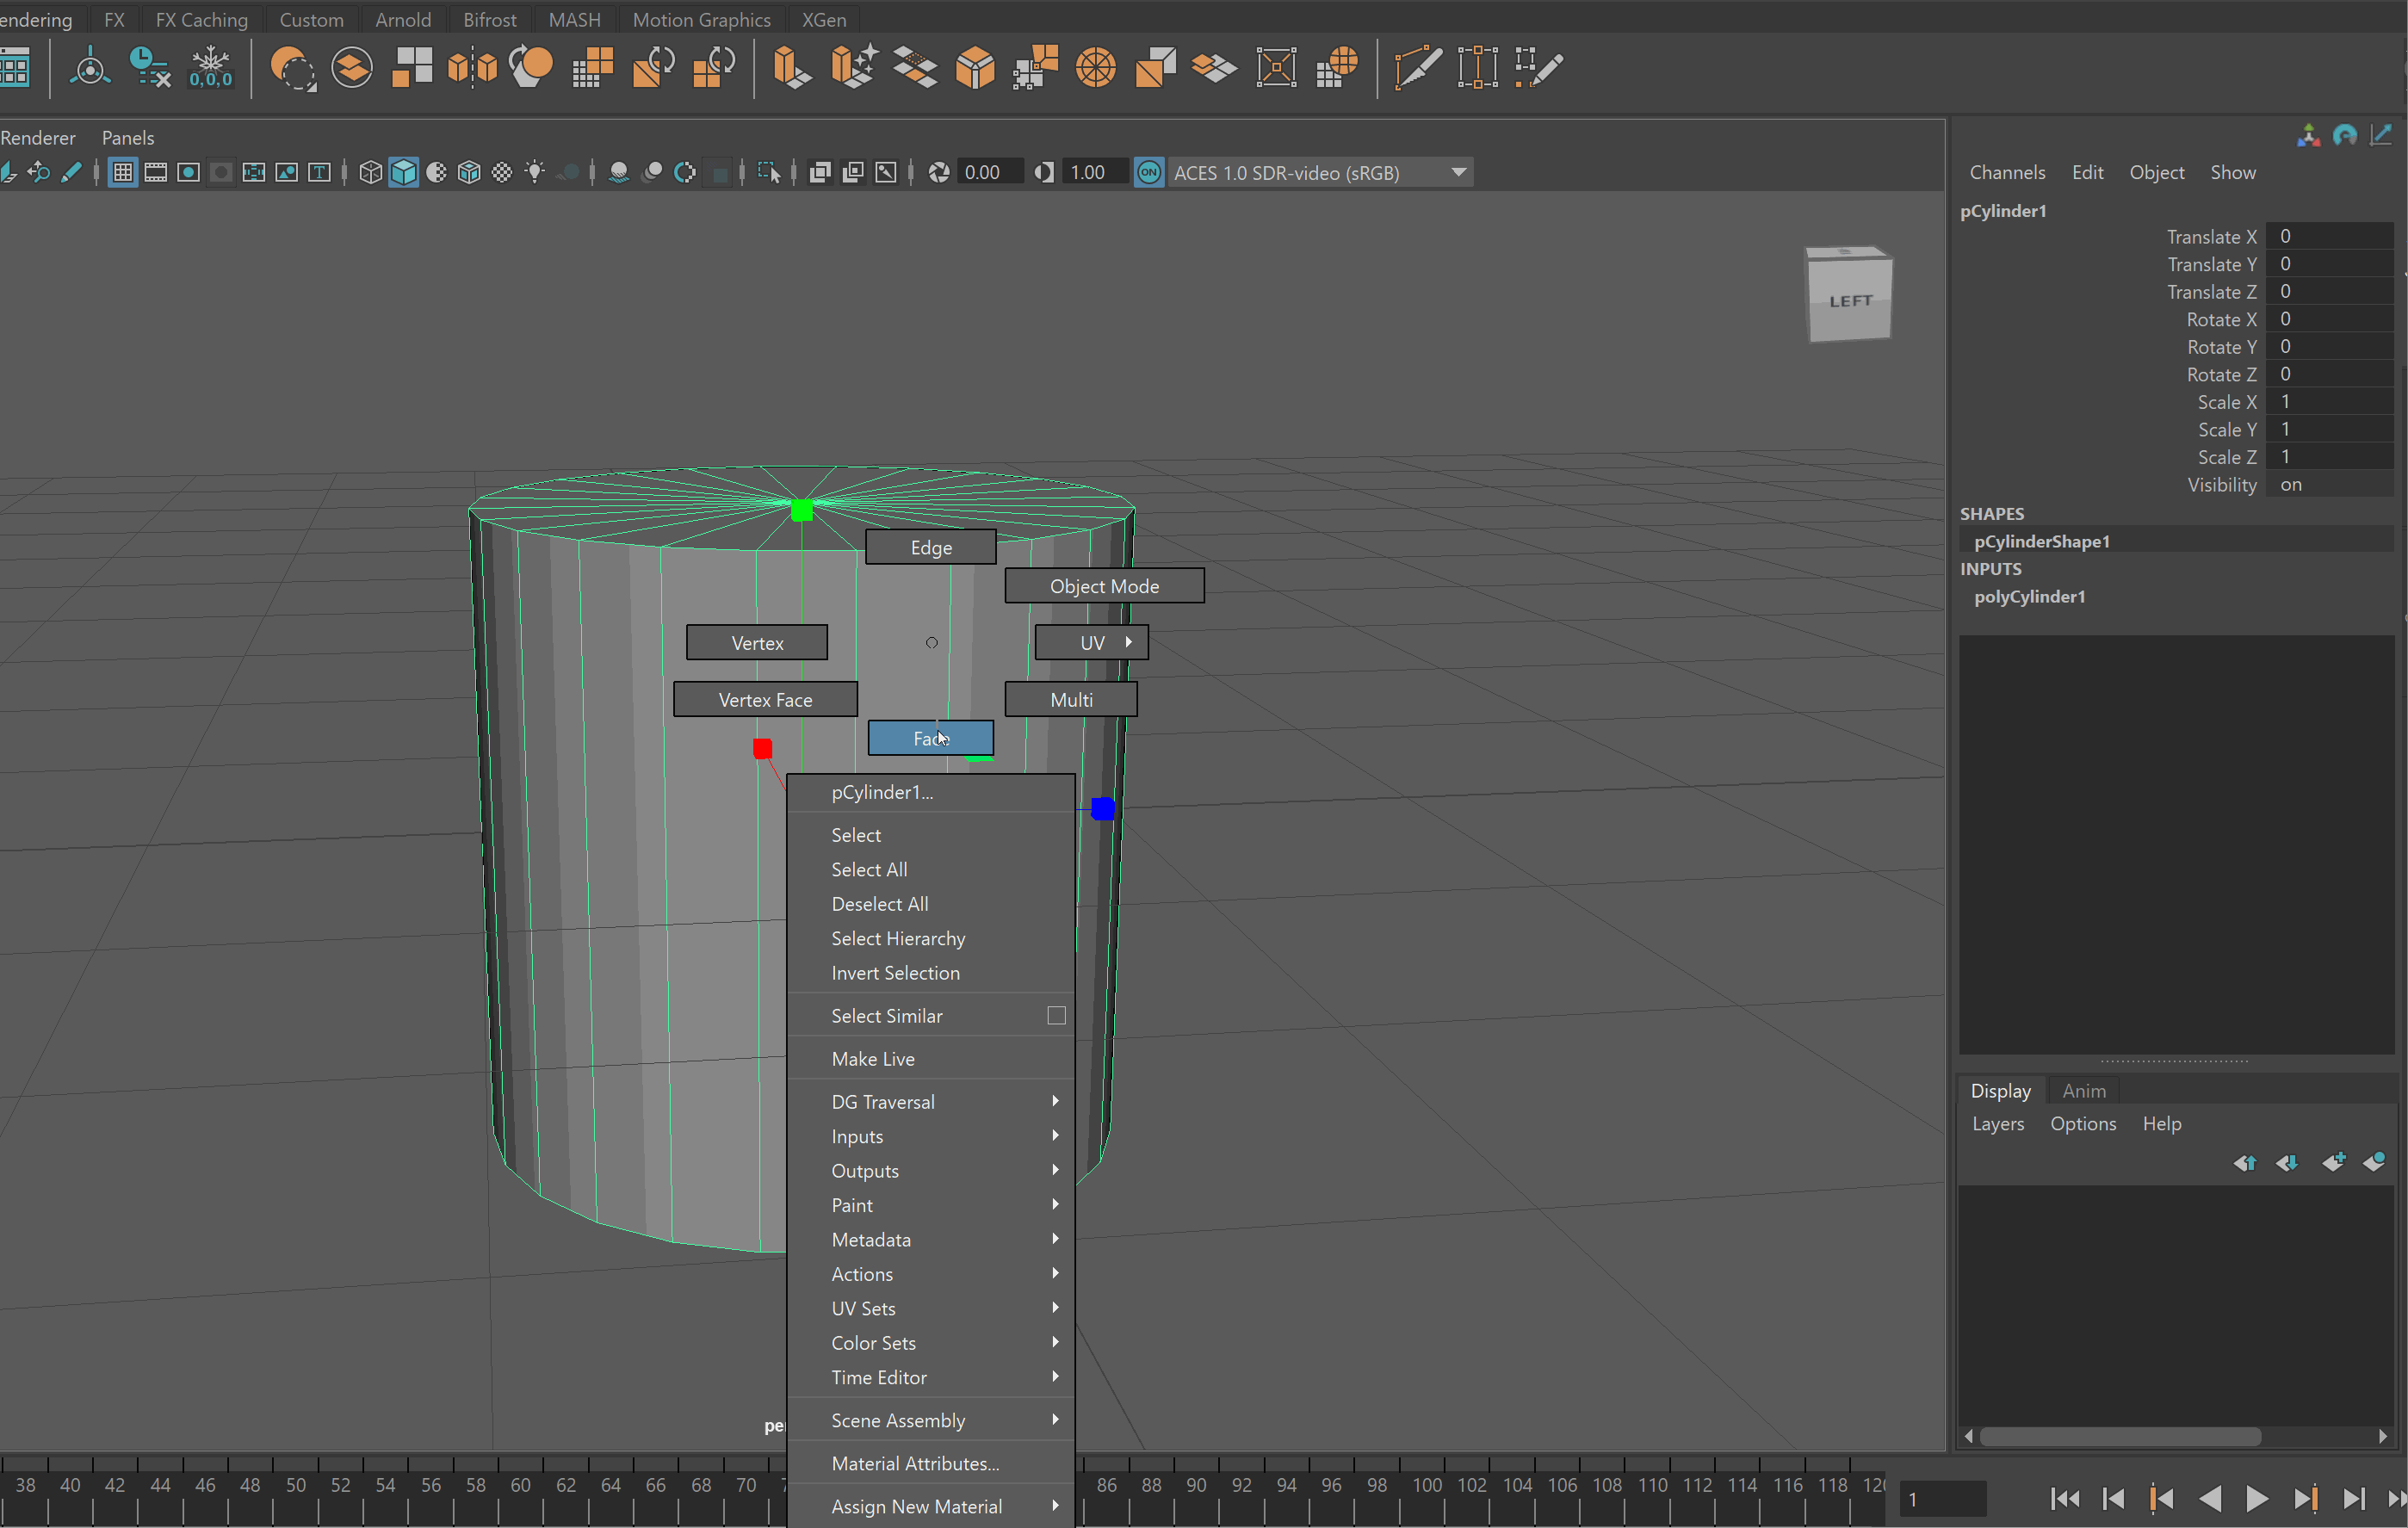 endering FX FX Caching Custom Arnold Bifrost MASH Motion Graphics XGen
0,0,0
Renderer Panels
T 0.00 1.00 ON ACES 1.0 SDR-video (sRGB)
Channels Edit Object Show
pCylinder1
Translate X 0
Translate Y 0
Translate Z 0
Rotate X 0
Rotate Y 0
Rotate Z 0
Scale X 1
Scale Y 1
Scale Z 1
Visibility on
SHAPES
pCylinderShape1
INPUTS
polyCylinder1
LEFT
Edge
Object Mode
Vertex
UV
Vertex Face
Multi
Face
pCylinder1...
Select
Select All
Deselect All
Select Hierarchy
Invert Selection
Select Similar
Make Live
DG Traversal
Inputs
Outputs
Paint
Metadata
Actions
UV Sets
Color Sets
Time Editor
Scene Assembly
Material Attributes...
Assign New Material
Display Anim
Layers Options Help
38 40 42 44 46 48 50 52 54 56 58 60 62 64 66 68 70 86 88 90 92 94 96 98 100 102 104 106 108 110 112 114 116 118
1